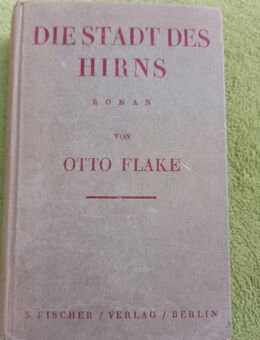 DIE STADT DES
HIRNS
ROMAN
VON
OTTO FLAKE
S. FISCHER / VERLAG / BERLIN